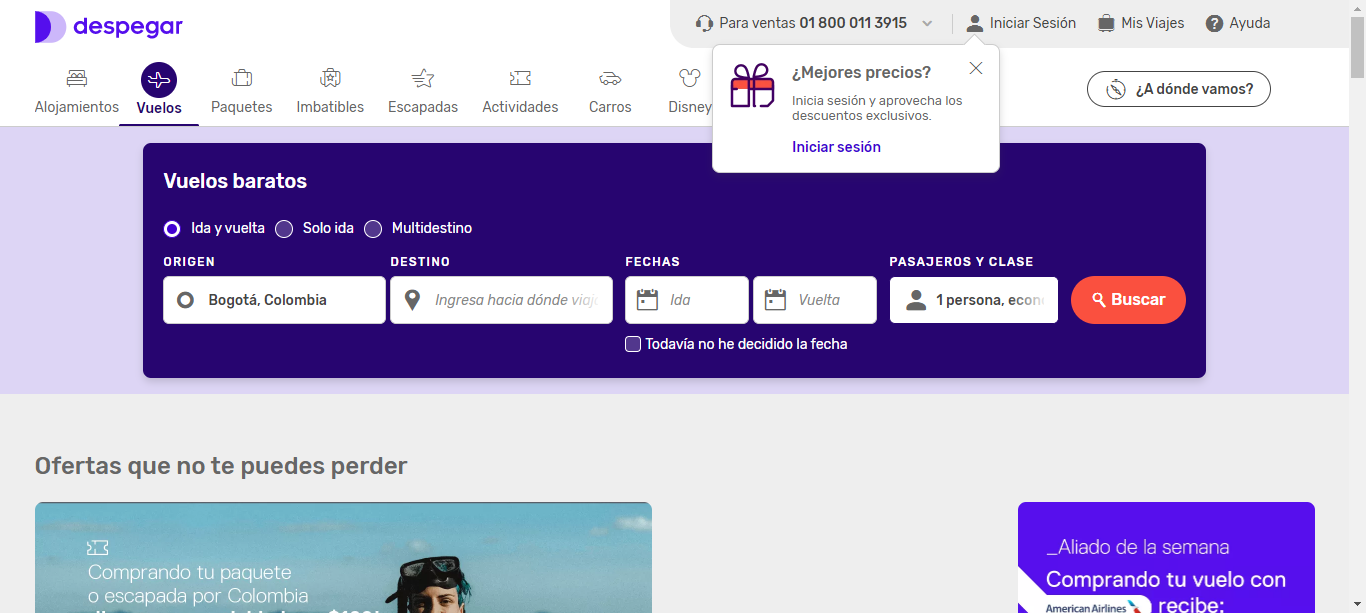 despegar
Para ventas 01 800 011 3915
Iniciar Sesión
Mis Viajes
Ayuda
Alojamientos
Vuelos
Paquetes
Imbatibles
Escapadas
Actividades
Carros
Disney
¿A dónde vamos?
¿Mejores precios?
Inicia sesión y aprovecha los
descuentos exclusivos.
Iniciar sesión
Vuelos baratos
Ida y vuelta
Solo ida
Multidestino
ORIGEN
DESTINO
FECHAS
PASAJEROS Y CLASE
Bogotá, Colombia
Ingresa hacia dónde viaj
Ida
Vuelta
1 persona, econ
Buscar
Todavía no he decidido la fecha
Ofertas que no te puedes perder
Comprando tu paquete
o escapada por Colombia
_Aliado de la semana
Comprando tu vuelo con
American Airlines recibe: